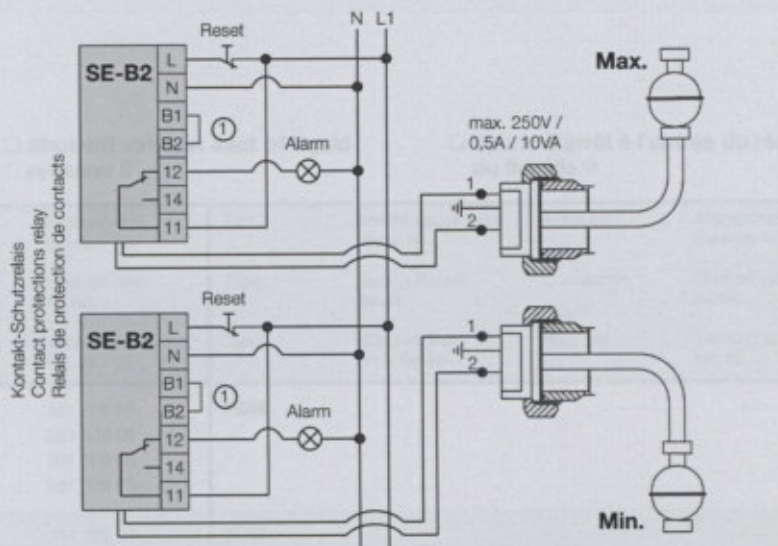 N L1
Reset
SE-B2
L
N
B1
B2
12
14
11
1
Alarm
max. 250V /
0,5A / 10VA
1
2
Max.
Kontakt-Schutzrelais
Contact protections relay
Relais de protection de contacts
Reset
SE-B2
L
N
B1
B2
12
14
11
1
Alarm
1
2
Min.